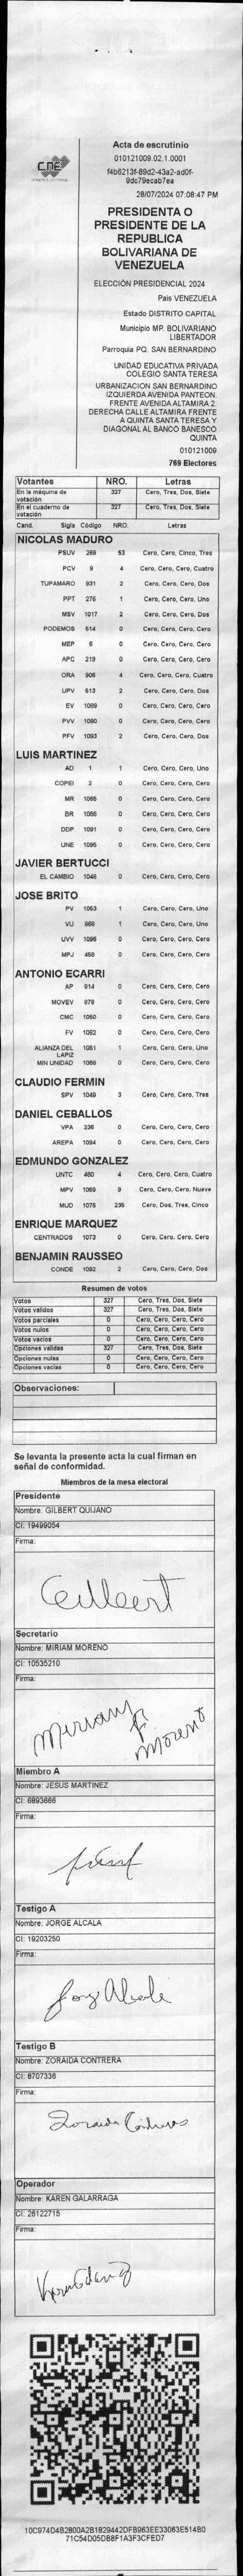 CNE
Acta de escrutinio
010121009.02.1.0001
f4b6213f-89d2-43a2-ad0f-
9dc79ecab7ea
28/07/2024 07:08:47 PM
PRESIDENTA O
PRESIDENTE DE LA
REPUBLICA
BOLIVARIANA DE
VENEZUELA
ELECCIÓN PRESIDENCIAL 2024
País VENEZUELA
Estado DISTRITO CAPITAL
Municipio MP. BOLIVARIANO
LIBERTADOR
Parroquia PQ. SAN BERNARDINO
UNIDAD EDUCATIVA PRIVADA
COLEGIO SANTA TERESA
URBANIZACION SAN BERNARDINO
IZQUIERDA AVENIDA PANTEON.
FRENTE AVENIDA ALTAMIRA 2.
DERECHA CALLE ALTAMIRA FRENTE
A QUINTA SANTA TERESA Y
DIAGONAL AL BANCO BANESCO
QUINTA
010121009
769 Electores
Votantes NRO. Letras
En la máquina de votación 327 Cero, Tres, Dos, Siete
En el cuaderno de votación 327 Cero, Tres, Dos, Siete
Cand. Sigla Código NRO. Letras
NICOLAS MADURO
PSUV 269 53 Cero, Cero, Cinco, Tres
PCV 9 4 Cero, Cero, Cero, Cuatro
TUPAMARO 931 2 Cero, Cero, Cero, Dos
PPT 276 1 Cero, Cero, Cero, Uno
MSV 1017 2 Cero, Cero, Cero, Dos
PODEMOS 614 0 Cero, Cero, Cero, Cero
MEP 6 0 Cero, Cero, Cero, Cero
APC 219 0 Cero, Cero, Cero, Cero
ORA 906 4 Cero, Cero, Cero, Cuatro
UPV 513 2 Cero, Cero, Cero, Dos
EV 1089 0 Cero, Cero, Cero, Cero
PVV 1090 0 Cero, Cero, Cero, Cero
PFV 1093 2 Cero, Cero, Cero, Dos
LUIS MARTINEZ
AD 1 1 Cero, Cero, Cero, Uno
COPEI 2 0 Cero, Cero, Cero, Cero
MR 1065 0 Cero, Cero, Cero, Cero
BR 1056 0 Cero, Cero, Cero, Cero
DDP 1091 0 Cero, Cero, Cero, Cero
UNE 1095 0 Cero, Cero, Cero, Cero
JAVIER BERTUCCI
EL CAMBIO 1048 0 Cero, Cero, Cero, Cero
JOSE BRITO
PV 1053 1 Cero, Cero, Cero, Uno
VU 869 1 Cero, Cero, Cero, Uno
UVV 1096 0 Cero, Cero, Cero, Cero
MPJ 458 0 Cero, Cero, Cero, Cero
ANTONIO ECARRI
AP 814 0 Cero, Cero, Cero, Cero
MOVEV 879 0 Cero, Cero, Cero, Cero
CMC 1050 0 Cero, Cero, Cero, Cero
FV 1062 0 Cero, Cero, Cero, Cero
ALIANZA DEL LAPIZ 1051 1 Cero, Cero, Cero, Uno
MIN UNIDAD 1068 0 Cero, Cero, Cero, Cero
CLAUDIO FERMIN
SPV 1049 3 Cero, Cero, Cero, Tres
DANIEL CEBALLOS
VPA 236 0 Cero, Cero, Cero, Cero
AREPA 1094 0 Cero, Cero, Cero, Cero
EDMUNDO GONZALEZ
UNTC 460 4 Cero, Cero, Cero, Cuatro
MPV 1069 9 Cero, Cero, Cero, Nueve
MUD 1075 235 Cero, Dos, Tres, Cinco
ENRIQUE MARQUEZ
CENTRADOS 1073 0 Cero, Cero, Cero, Cero
BENJAMIN RAUSSEO
CONDE 1092 2 Cero, Cero, Cero, Dos
Resumen de votos
Votos 327 Cero, Tres, Dos, Siete
Votos validos 327 Cero, Tres, Dos, Siete
Votos parciales 0 Cero, Cero, Cero, Cero
Votos nulos 0 Cero, Cero, Cero, Cero
Votos vacios 0 Cero, Cero, Cero, Cero
Opciones validas 327 Cero, Tres, Dos, Siete
Opciones nulas 0 Cero, Cero, Cero, Cero
Opciones vacias 0 Cero, Cero, Cero, Cero
Observaciones:
Se levanta la presente acta la cual firman en
señal de conformidad.
Miembros de la mesa electoral
Presidente
Nombre: GILBERT QUIJANO
CI: 19499054
Firma:
Secretario
Nombre: MIRIAM MORENO
CI: 10535210
Firma:
Miriam
Moreno
Miembro A
Nombre: JESUS MARTINEZ
CI: 6893666
Firma:
Testigo A
Nombre: JORGE ALCALA
CI: 19203250
Firma:
Testigo B
Nombre: ZORAIDA CONTRERA
CI: 8707336
Firma:
Zoraida Contreras
Operador
Nombre: KAREN GALARRAGA
CI: 26122715
Firma:
10C974D4B2800A2B1829442DFB963EE33063E514B0
71C54D05DB8F1A3F3CFED7